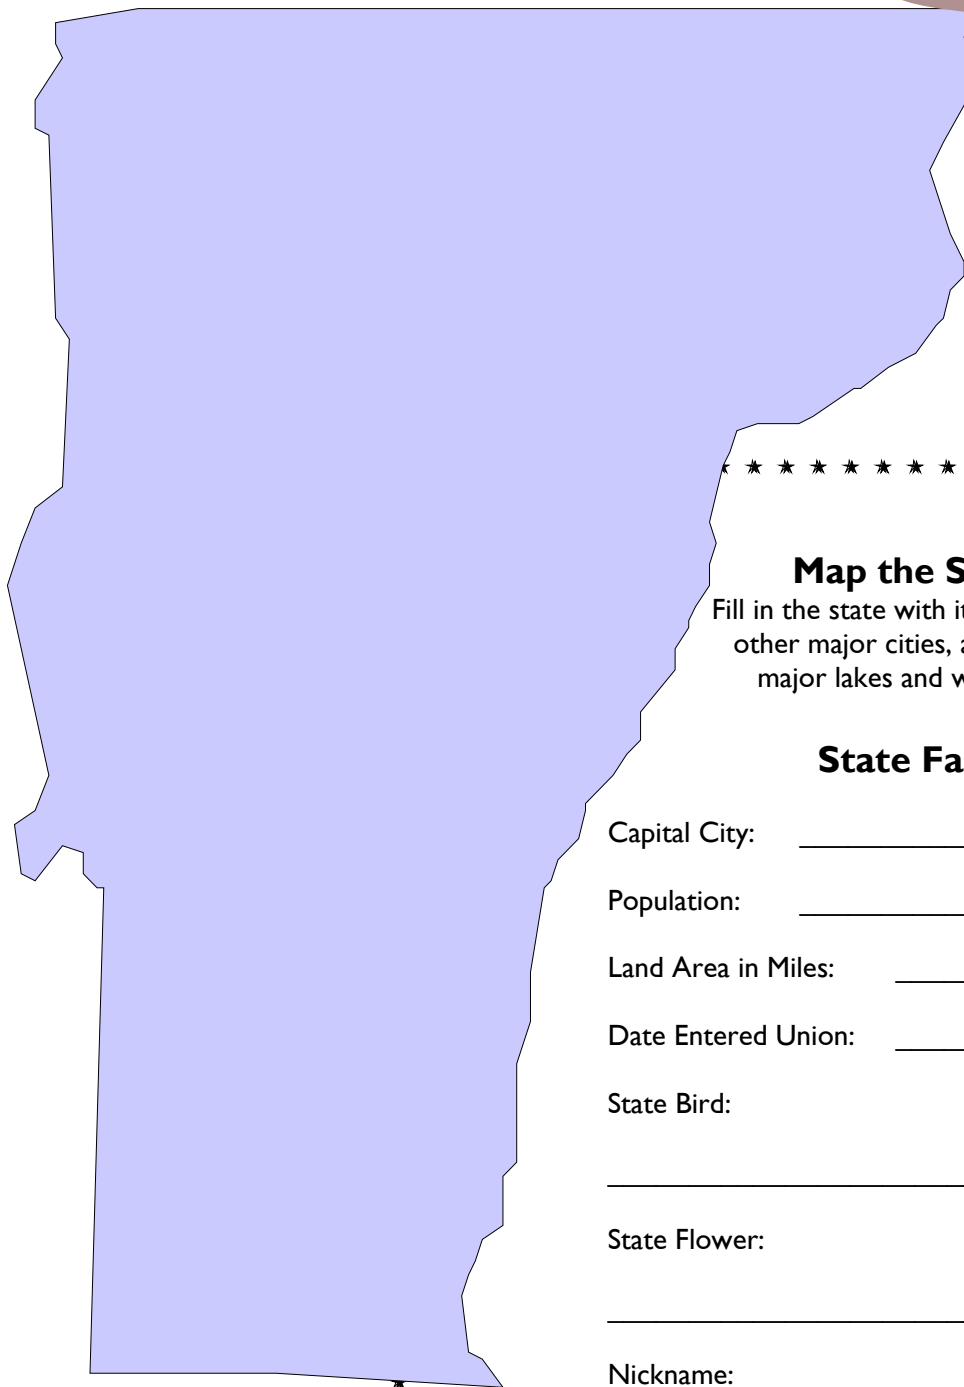 Map the S
Fill in the state with it
other major cities, a
major lakes and w
State Fa
Capital City:
Population:
Land Area in Miles:
Date Entered Union:
State Bird:
State Flower:
Nickname: